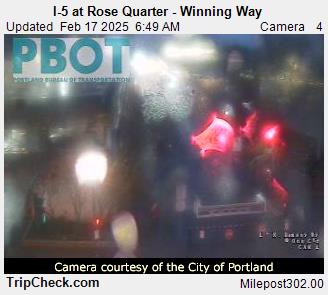 I-5 at Rose Quarter - Winning Way
Updated Feb 17 2025 6:49 AM Camera 4
PBOT
PORTLAND BUREAU OF TRANSPORTATION
Camera courtesy of the City of Portland
TripCheck.com Milepost302.00